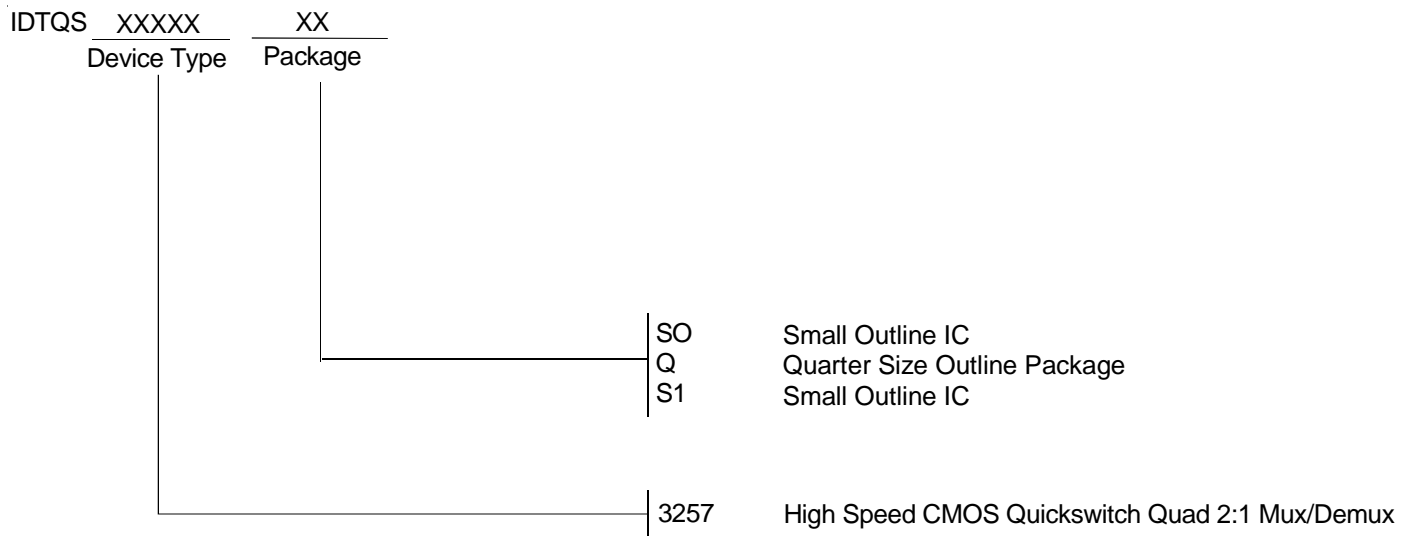 IDTQS XXXXX XX
Device Type Package
SO Small Outline IC
Q Quarter Size Outline Package
S1 Small Outline IC
3257 High Speed CMOS Quickswitch Quad 2:1 Mux/Demux